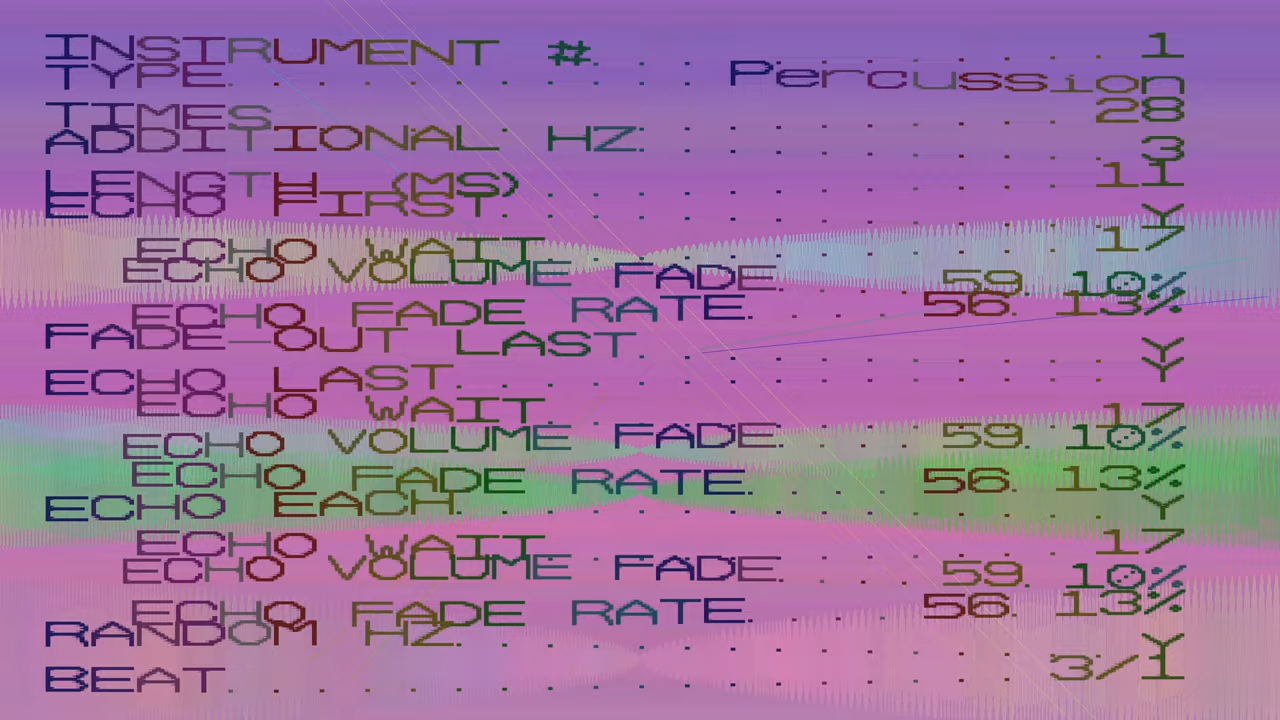 INSTRUMENT #. . . . . . . . . . . . 1
TYPE. . . . . . . . . . . Percussion
TIMES. . . . . . . . . . . . . . . . . . . 28
ADDITIONAL HZ. . . . . . . . . . . 3
LENGTH (MS). . . . . . . . . . . . . 11
ECHO FIRST. . . . . . . . . . . . . . Y
ECHO WAIT. . . . . . . . . . . . 17
ECHO VOLUME FADE. . . . 59. 10%
ECHO FADE RATE. . . . 56. 13%
FADE-OUT LAST. . . . . . . . . . . Y
ECHO LAST. . . . . . . . . . . . . . . Y
ECHO WAIT. . . . . . . . . . . . 17
ECHO VOLUME FADE. . . . 59. 10%
ECHO FADE RATE. . . . 56. 13%
ECHO EACH. . . . . . . . . . . . . . . Y
ECHO WAIT. . . . . . . . . . . . 17
ECHO VOLUME FADE. . . . 59. 10%
ECHO FADE RATE. . . . 56. 13%
RANDOM HZ. . . . . . . . . . . . . . . Y
BEAT. . . . . . . . . . . . . . . . . . 3/1